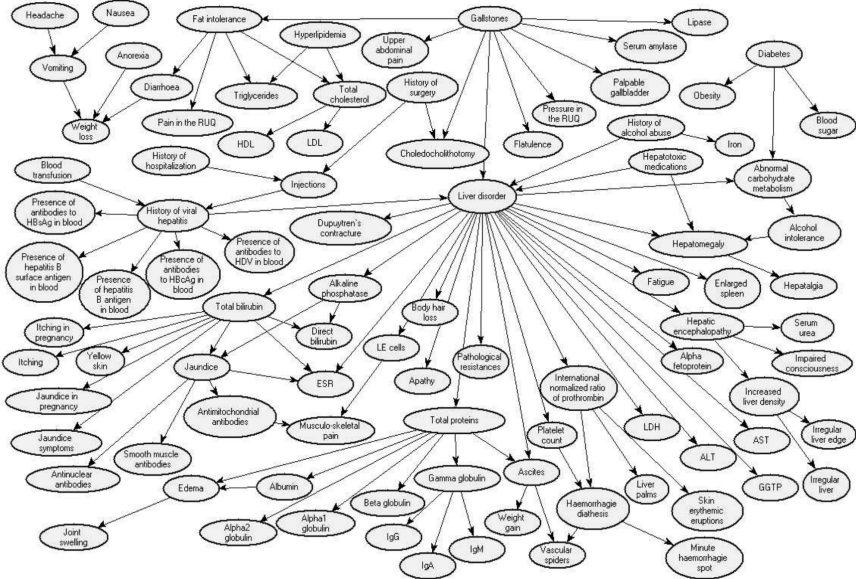 Headache
Nausea
Fat intolerance
Gallstones
Lipase
Hyperlipidemia
Upper
abdominal
pain
Serum amylase
Vomiting
Anorexia
Diabetes
Diarrhoea
Triglycerides
Total
cholesterol
History of
surgery
Palpable
gallbladder
Obesity
Pressure in
the RUQ
Weight
loss
Pain in the RUQ
HDL
LDL
Flatulence
History of
alcohol abuse
Blood
sugar
Iron
Choledocholithotomy
History of
hospitalization
Hepatotoxic
medications
Blood
transfusion
Injections
Abnormal
carbohydrate
metabolism
Liver disorder
Presence of
antibodies to
HBsAg in blood
History of viral
hepatitis
Dupuytren`s
contracture
Alcohol
intolerance
Hepatomegaly
Presence of
hepatitis B
surface antigen
in blood
Presence
of hepatitis
B antigen
in blood
Presence of
antibodies
to HBcAg in
blood
Presence of
antibodies to
HDV in blood
Alkaline
phosphatase
Fatigue
Enlarged
spleen
Hepatalgia
Total bilirubin
Body hair
loss
Itching in
pregnancy
Direct
bilirubin
Hepatic
encephalopathy
Serum
urea
Itching
Yellow
skin
Jaundice
LE cells
Pathological
resistances
Alpha
fetoprotein
Impaired
consciousness
ESR
Apathy
International
normalized ratio
of prothrombin
Increased
liver density
Jaundice in
pregnancy
Antimitochondrial
antibodies
Musculo-skeletal
pain
Total proteins
Platelet
count
LDH
Irregular
liver edge
Jaundice
symptoms
Smooth muscle
antibodies
ALT
AST
Antinuclear
antibodies
Edema
Albumin
Gamma globulin
Ascites
Liver
palms
GGTP
Irregular
liver
Beta globulin
Alpha2
globulin
Alpha1
globulin
Weight
gain
Haemorrhagie
diathesis
Skin
erythemic
eruptions
Joint
swelling
IgG
IgA
IgM
Vascular
spiders
Minute
haemorrhagie
spot